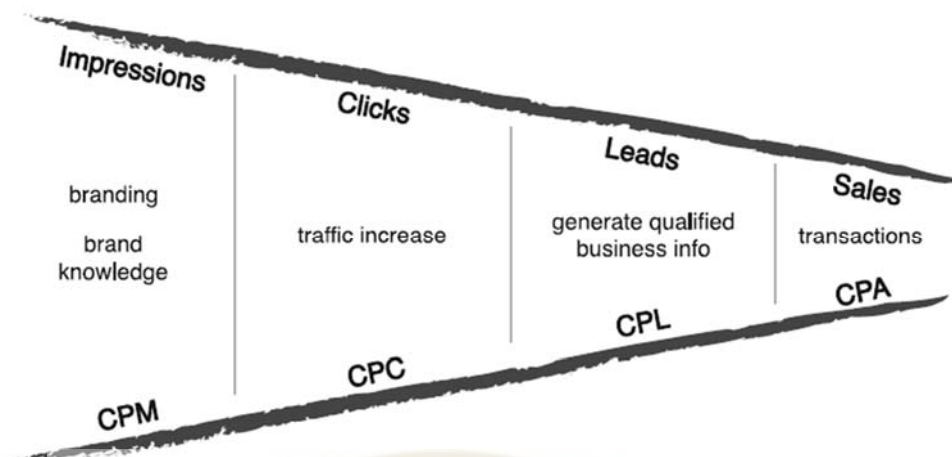 Impressions
Clicks
Leads
Sales
branding
brand
knowledge
traffic increase
generate qualified
business info
transactions
CPM
CPC
CPL
CPA